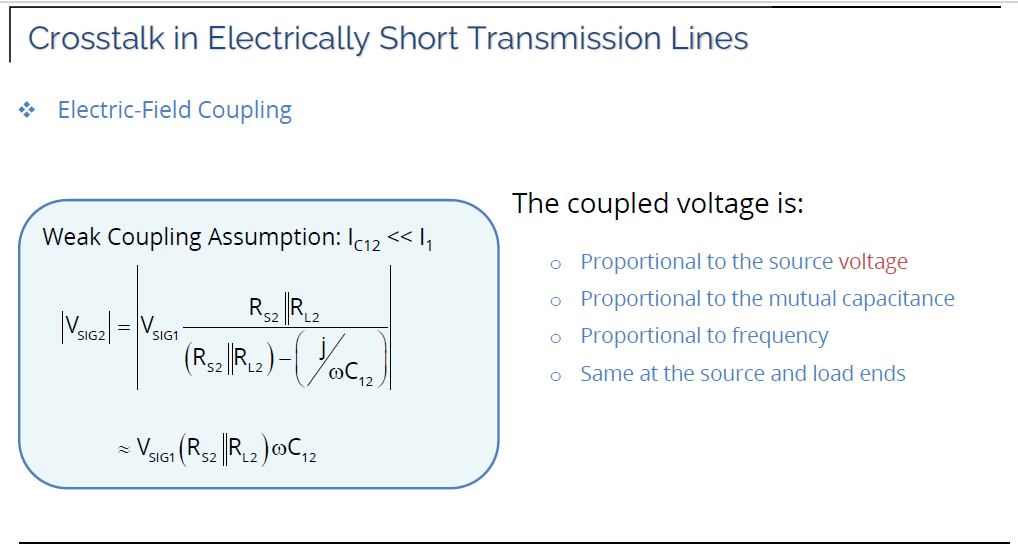 Crosstalk in Electrically Short Transmission Lines
❖ Electric-Field Coupling
Weak Coupling Assumption: I_C12 << I_1
|V_SIG2| = |V_SIG1 (R_S2‖R_L2) / ((R_S2‖R_L2) − (j/ωC_12))|
≈ V_SIG1 (R_S2‖R_L2) ωC_12
The coupled voltage is:
o Proportional to the source voltage
o Proportional to the mutual capacitance
o Proportional to frequency
o Same at the source and load ends